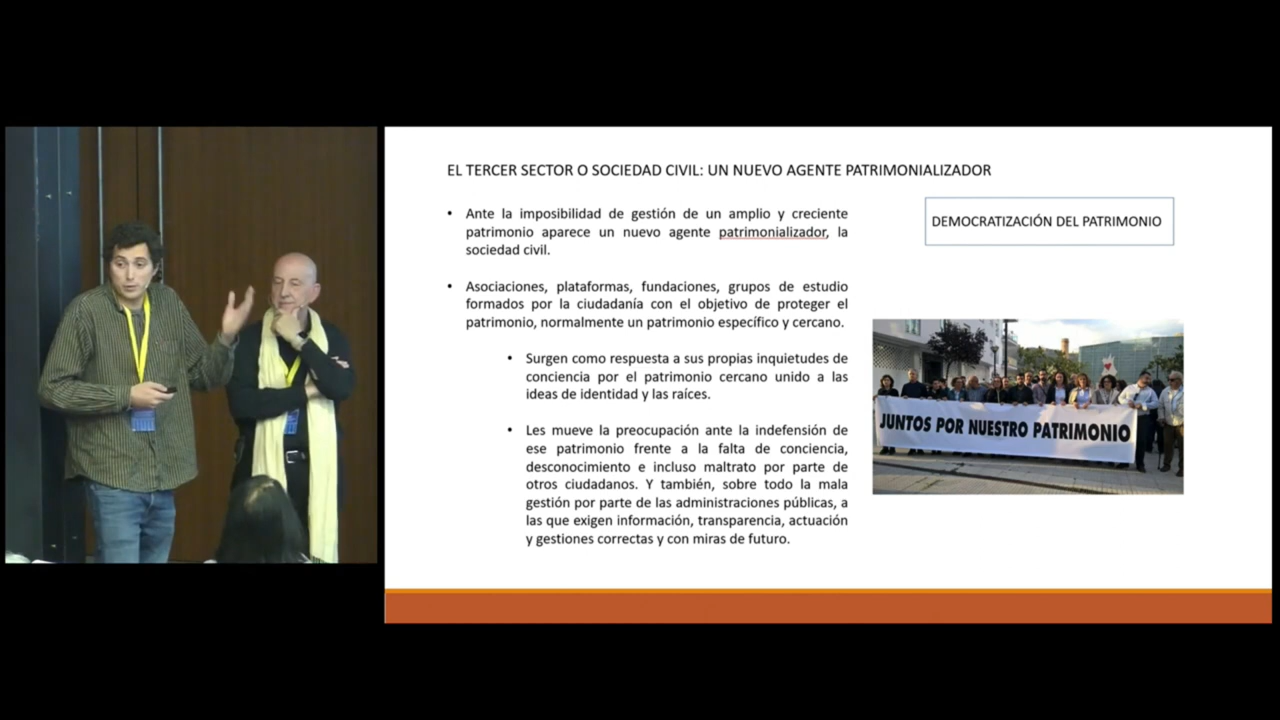 EL TERCER SECTOR O SOCIEDAD CIVIL: UN NUEVO AGENTE PATRIMONIALIZADOR
DEMOCRATIZACIÓN DEL PATRIMONIO
• Ante la imposibilidad de gestión de un amplio y creciente
patrimonio aparece un nuevo agente patrimonializador, la
sociedad civil.
• Asociaciones, plataformas, fundaciones, grupos de estudio
formados por la ciudadanía con el objetivo de proteger el
patrimonio, normalmente un patrimonio específico y cercano.
• Surgen como respuesta a sus propias inquietudes de
conciencia por el patrimonio cercano unido a las
ideas de identidad y las raíces.
• Les mueve la preocupación ante la indefensión de
ese patrimonio frente a la falta de conciencia,
desconocimiento e incluso maltrato por parte de
otros ciudadanos. Y también, sobre todo la mala
gestión por parte de las administraciones públicas, a
las que exigen información, transparencia, actuación
y gestiones correctas y con miras de futuro.
JUNTOS POR NUESTRO PATRIMONIO